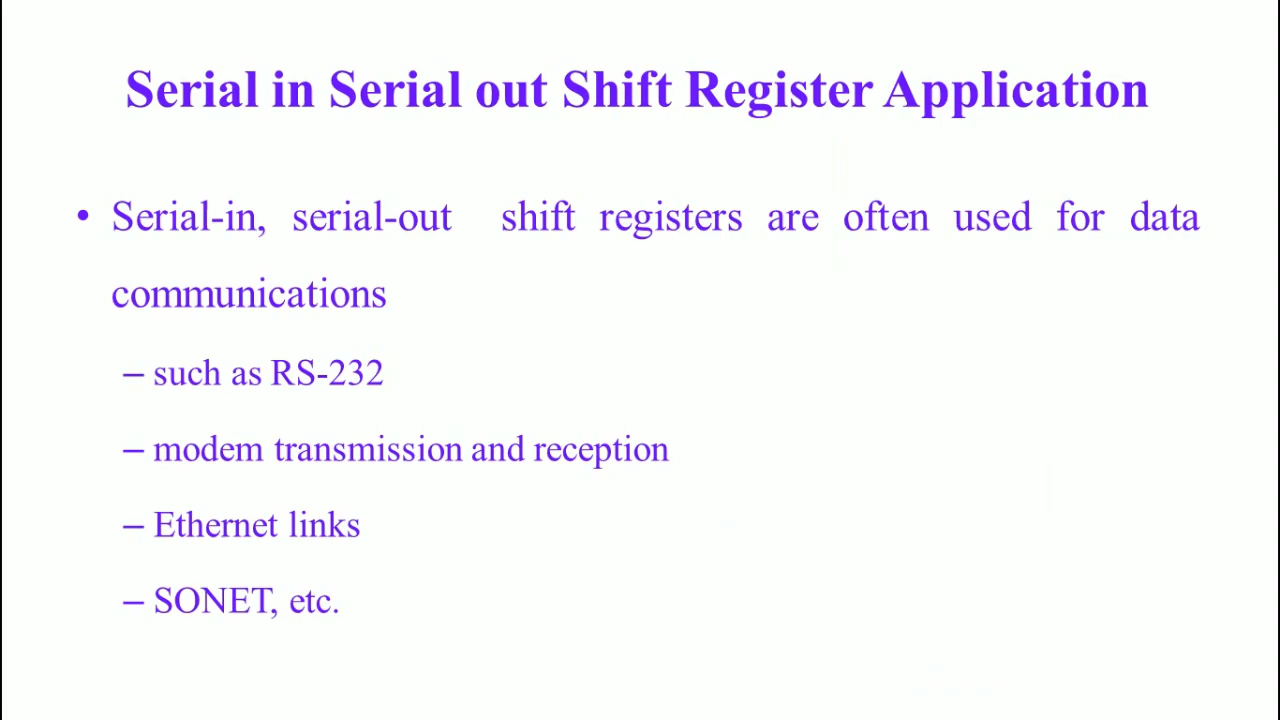 Serial in Serial out Shift Register Application
• Serial-in, serial-out shift registers are often used for data
communications
– such as RS-232
– modem transmission and reception
– Ethernet links
– SONET, etc.